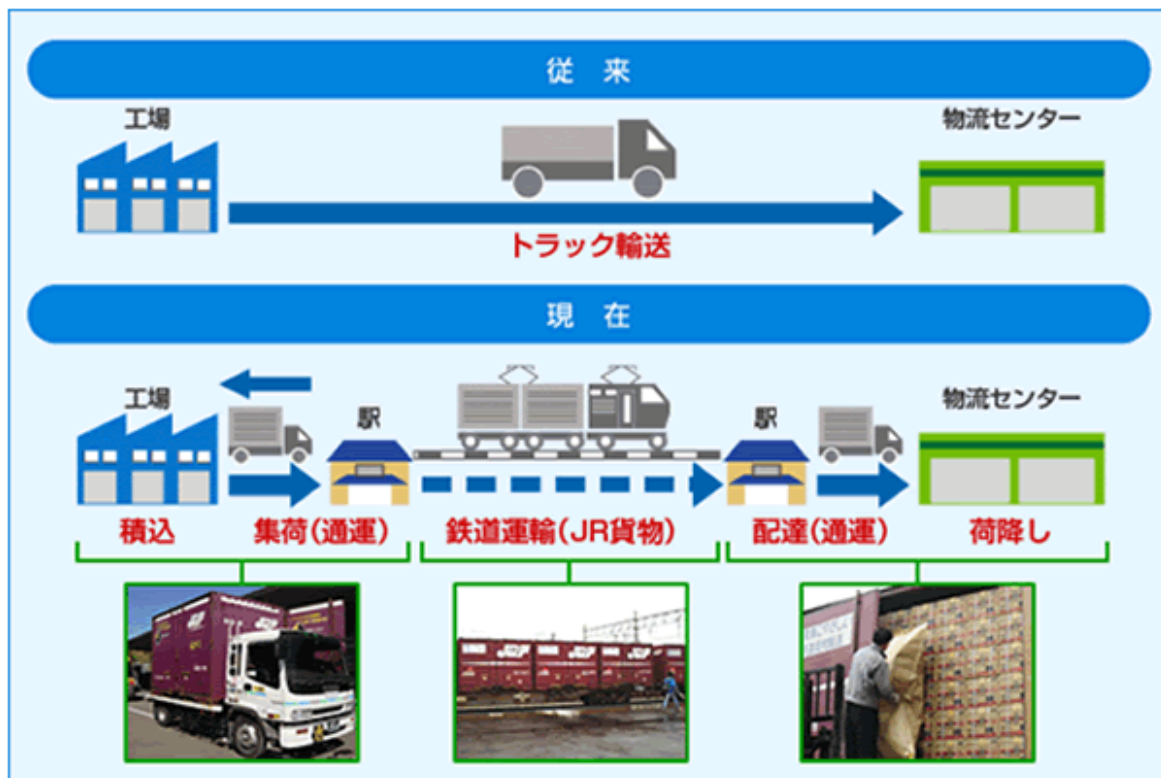 従 来
工場
物流センター
トラック輸送
現 在
工場
駅
駅
物流センター
積込
集荷(通運)
鉄道運輸(JR貨物)
配達(通運)
荷降し